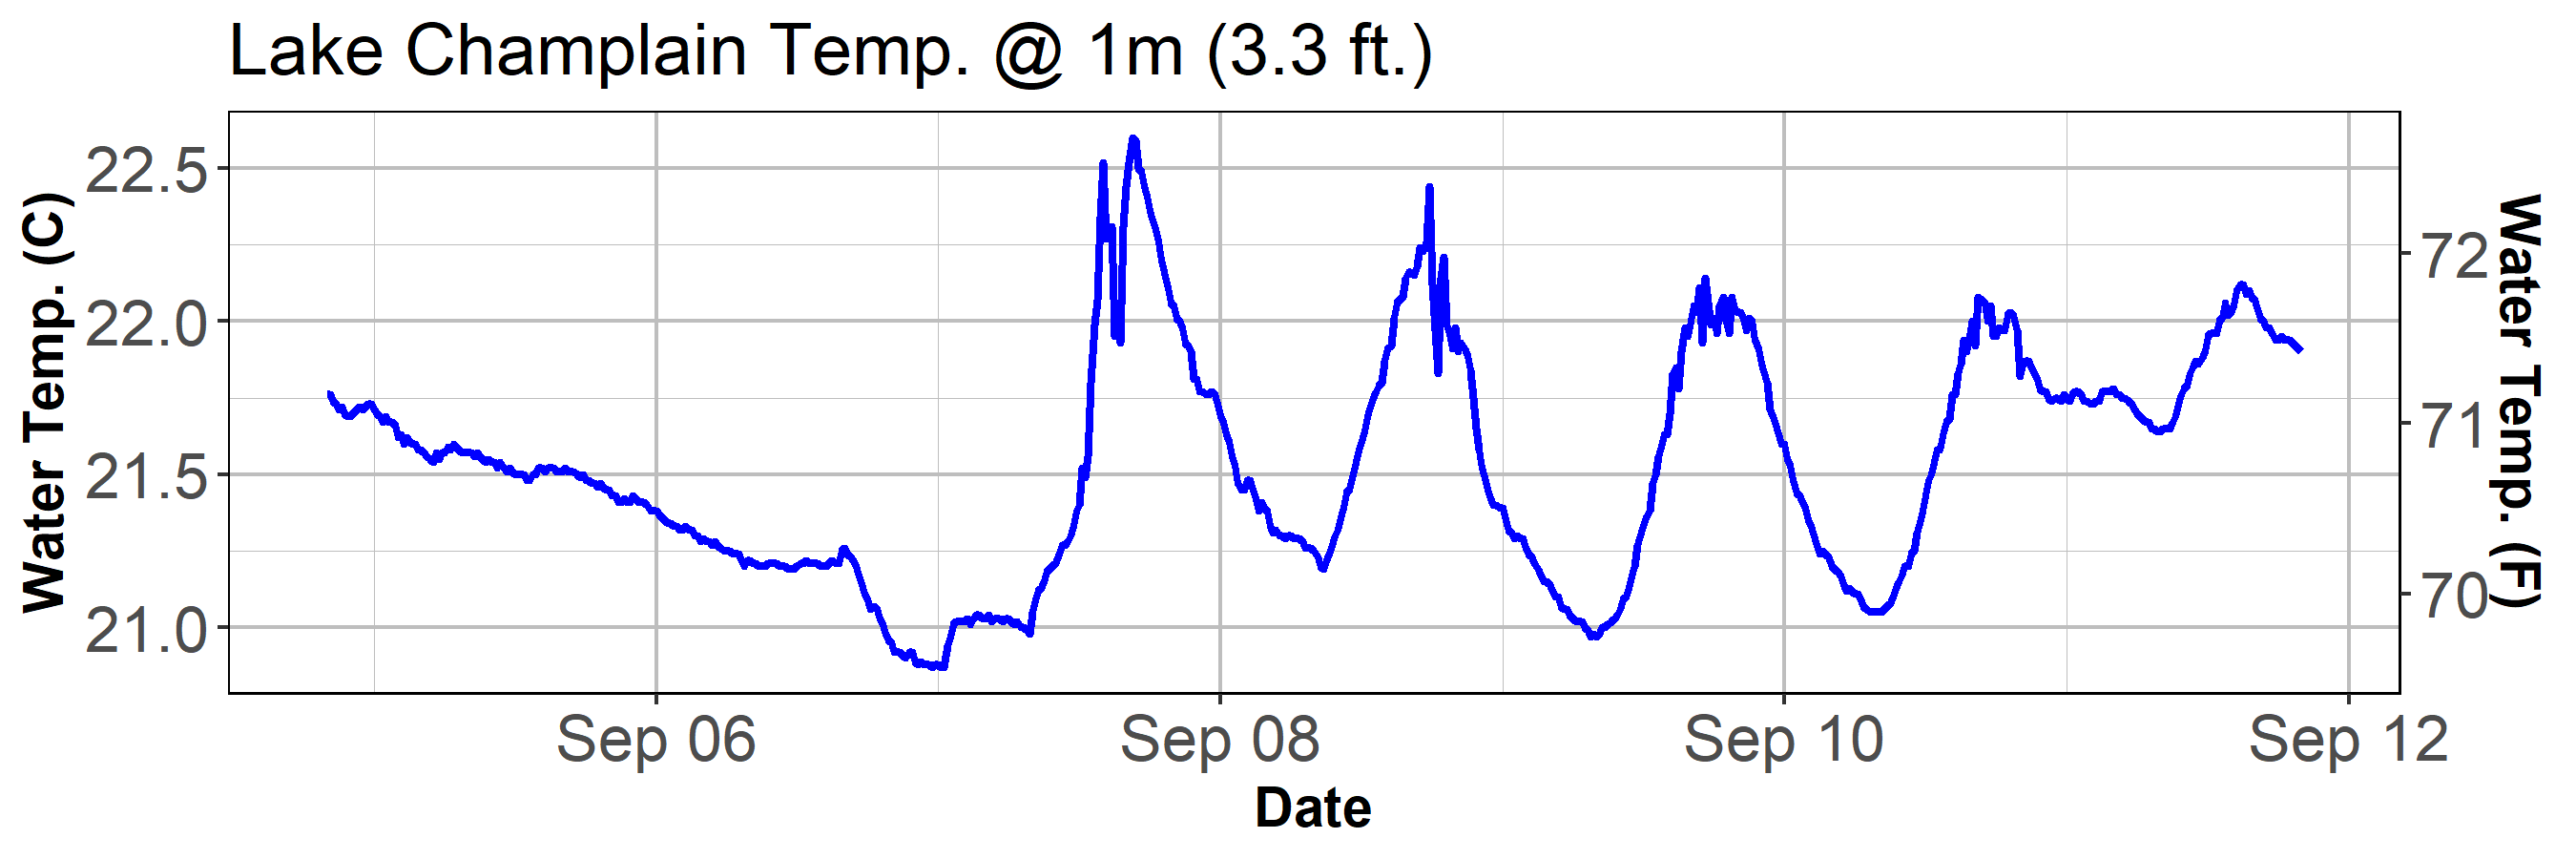 Lake Champlain Temp. @ 1m (3.3 ft.)
Water Temp. (C)
22.5
22.0
21.5
21.0
72
71
70
Water Temp. (F)
Sep 06
Sep 08
Sep 10
Sep 12
Date